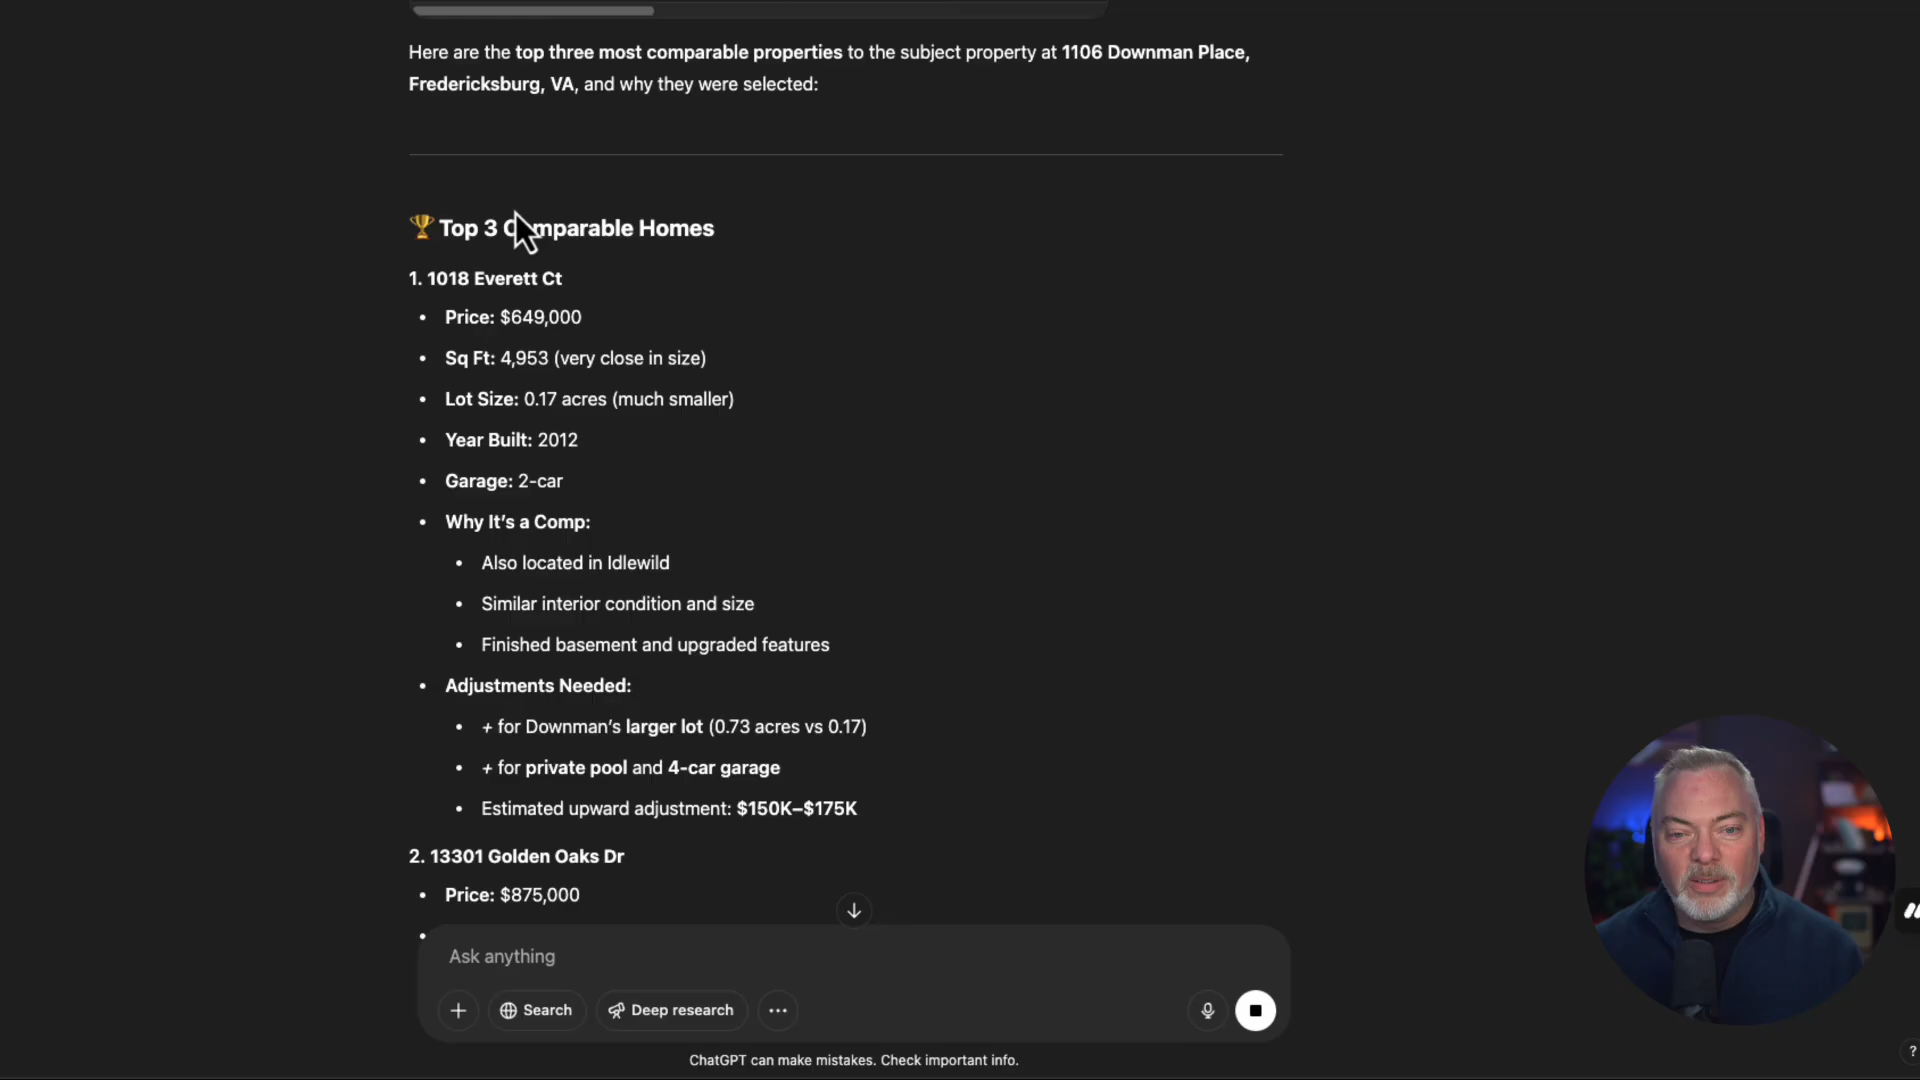 Here are the top three most comparable properties to the subject property at 1106 Downman Place,
Fredericksburg, VA, and why they were selected:
🏆 Top 3 Comparable Homes
1. 1018 Everett Ct
• Price: $649,000
• Sq Ft: 4,953 (very close in size)
• Lot Size: 0.17 acres (much smaller)
• Year Built: 2012
• Garage: 2-car
• Why It's a Comp:
• Also located in Idlewild
• Similar interior condition and size
• Finished basement and upgraded features
• Adjustments Needed:
• + for Downman's larger lot (0.73 acres vs 0.17)
• + for private pool and 4-car garage
• Estimated upward adjustment: $150K–$175K
2. 13301 Golden Oaks Dr
• Price: $875,000
•
Ask anything
Search
Deep research
ChatGPT can make mistakes. Check important info.
?